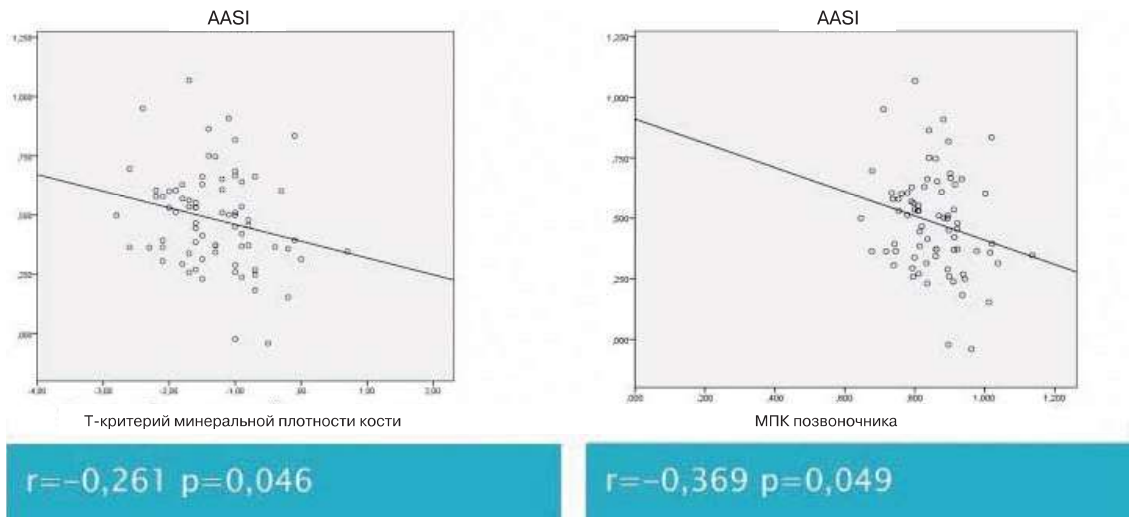 AASI
1,250
1,000
,750
,500
,250
,000
-4,00 -3,00 -2,00 -1,00 ,00 1,00 2,00
Т-критерий минеральной плотности кости
r=-0,261 p=0,046
AASI
1,250
1,000
,750
,500
,250
,000
,000 ,200 ,400 ,600 ,800 1,000 1,200
МПК позвоночника
r=-0,369 p=0,049